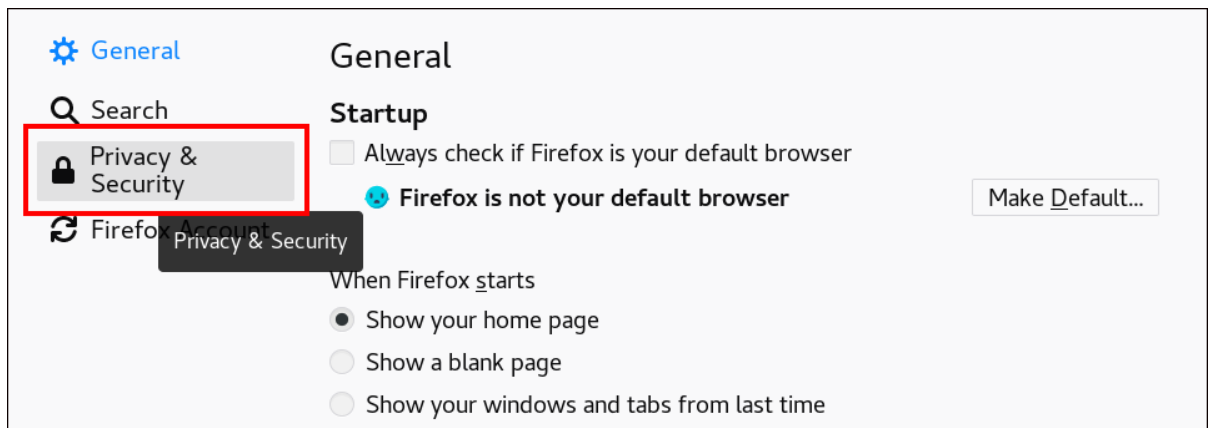 General
Search
Privacy &
Security
Firefox Account
Privacy & Security
General
Startup
Always check if Firefox is your default browser
Firefox is not your default browser
Make Default...
When Firefox starts
Show your home page
Show a blank page
Show your windows and tabs from last time